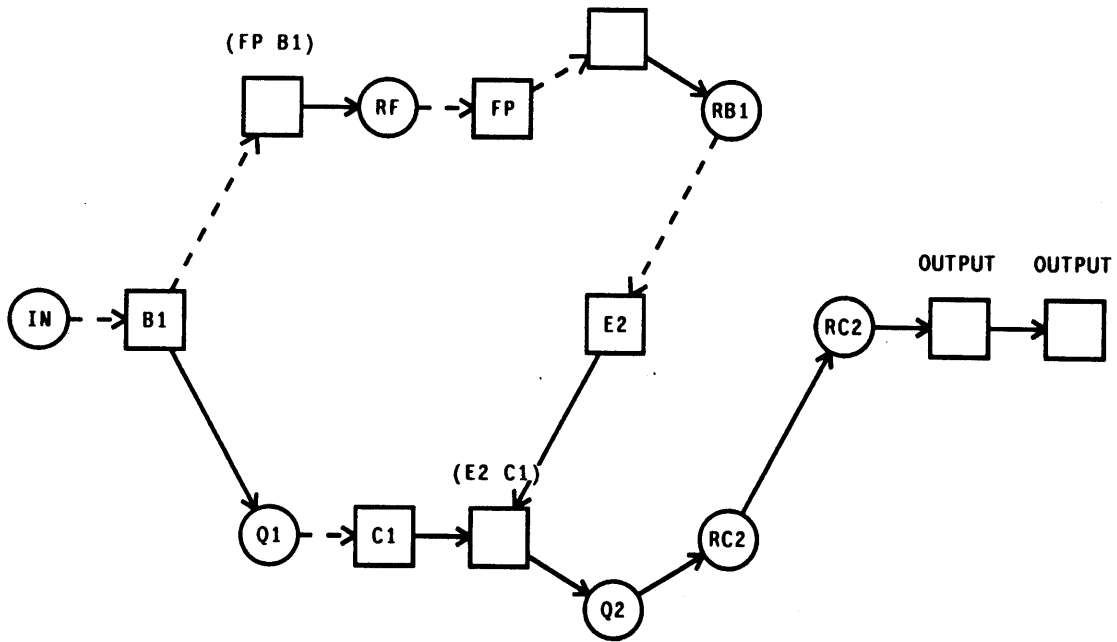 (FP B1)
RF
FP
RB1
OUTPUT OUTPUT
IN
B1
E2
RC2
(E2 C1)
Q1
C1
RC2
Q2